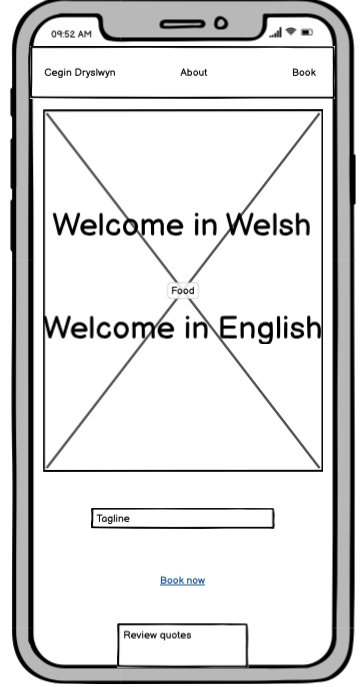 09:52 AM
Cegin Dryslwyn About Book
Welcome in Welsh
Food
Welcome in English
Tagline
Book now
Review quotes